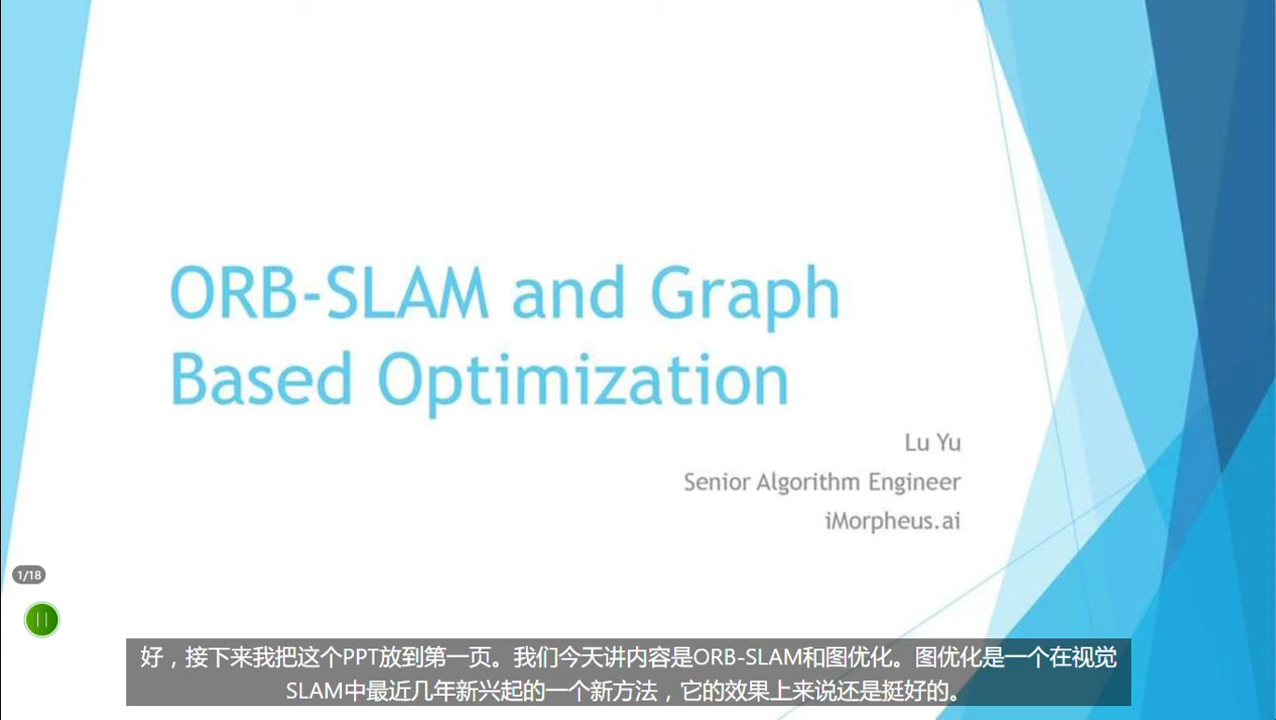 ORB-SLAM and Graph
Based Optimization
Lu Yu
Senior Algorithm Engineer
iMorpheus.ai
1/18
好，接下来我把这个PPT放到第一页。我们今天讲内容是ORB-SLAM和图优化。图优化是一个在视觉
SLAM中最近几年新兴起的一个新方法，它的效果上来说还是挺好的。